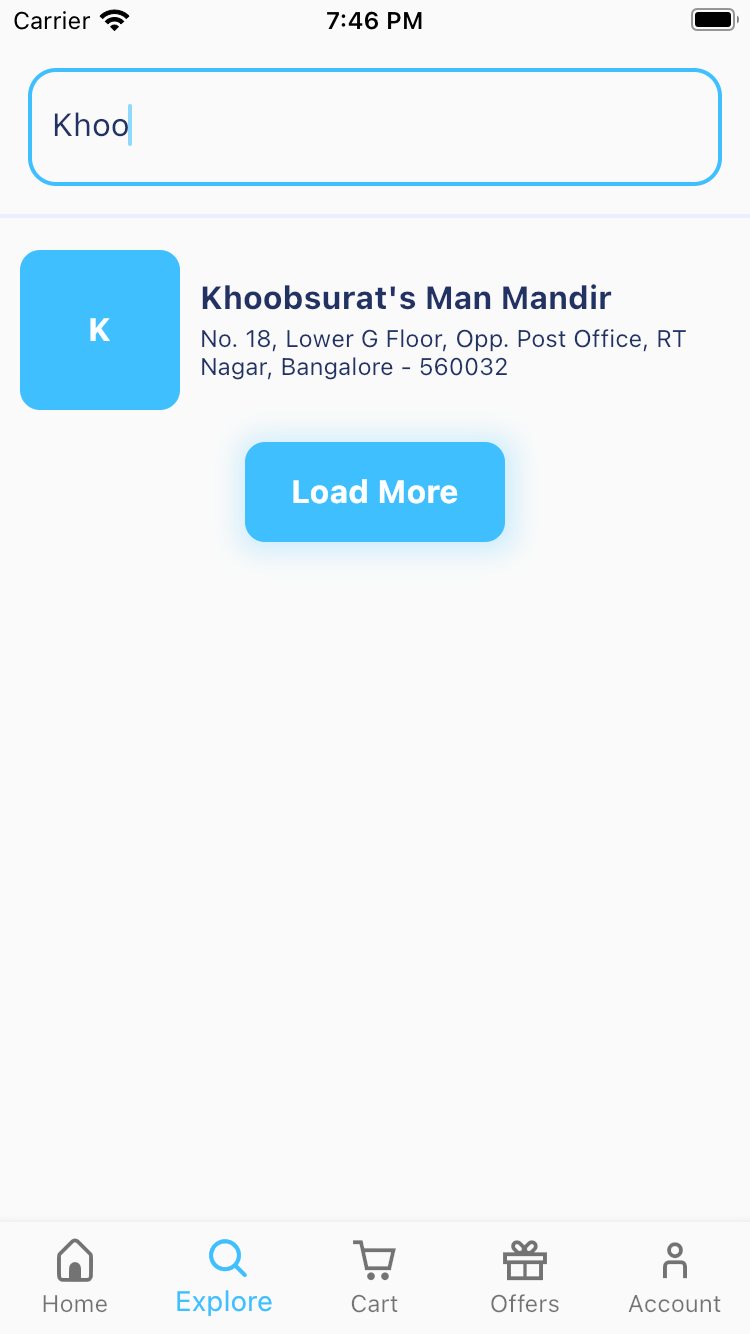 Carrier 7:46 PM
Khoo
K
Khoobsurat's Man Mandir
No. 18, Lower G Floor, Opp. Post Office, RT
Nagar, Bangalore - 560032
Load More
Home Explore Cart Offers Account